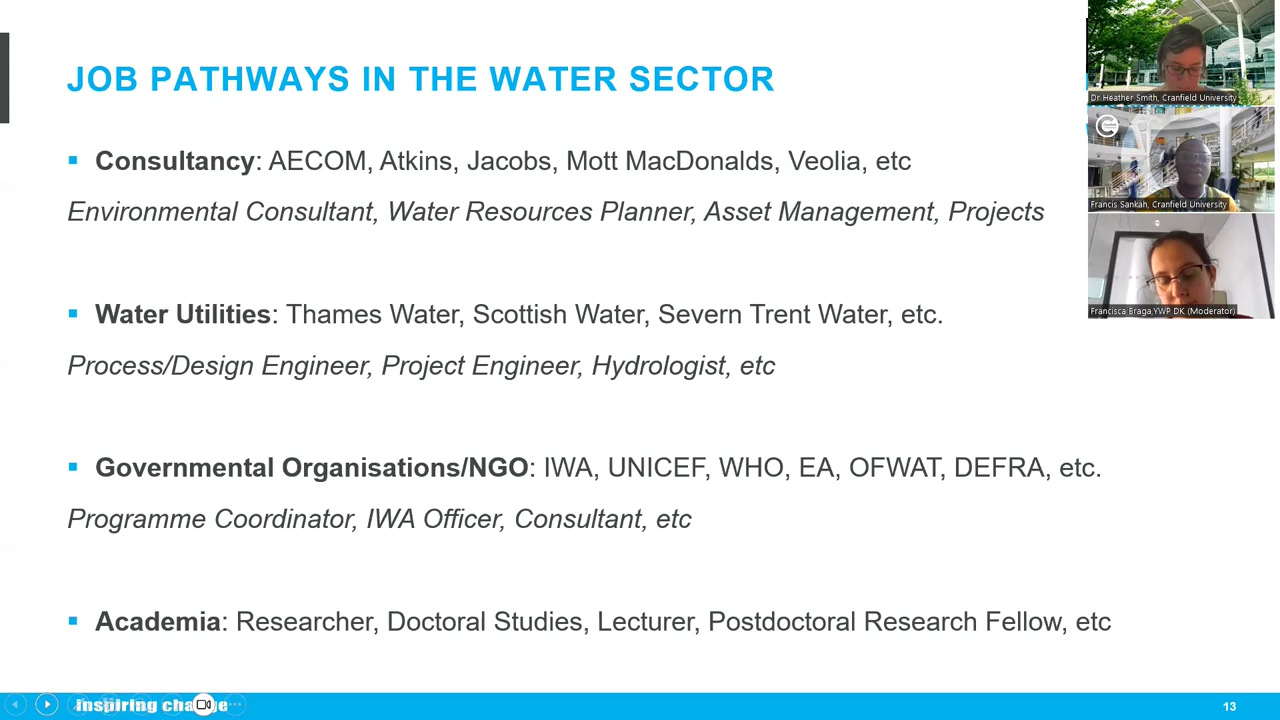 JOB PATHWAYS IN THE WATER SECTOR
Consultancy: AECOM, Atkins, Jacobs, Mott MacDonalds, Veolia, etc
Environmental Consultant, Water Resources Planner, Asset Management, Projects
Water Utilities: Thames Water, Scottish Water, Severn Trent Water, etc.
Process/Design Engineer, Project Engineer, Hydrologist, etc
Governmental Organisations/NGO: IWA, UNICEF, WHO, EA, OFWAT, DEFRA, etc.
Programme Coordinator, IWA Officer, Consultant, etc
Academia: Researcher, Doctoral Studies, Lecturer, Postdoctoral Research Fellow, etc
Dr Heather Smith, Cranfield University
Francis Sankah, Cranfield University
Francisca Braga,YWP DK (Moderator)
Inspiring change
13